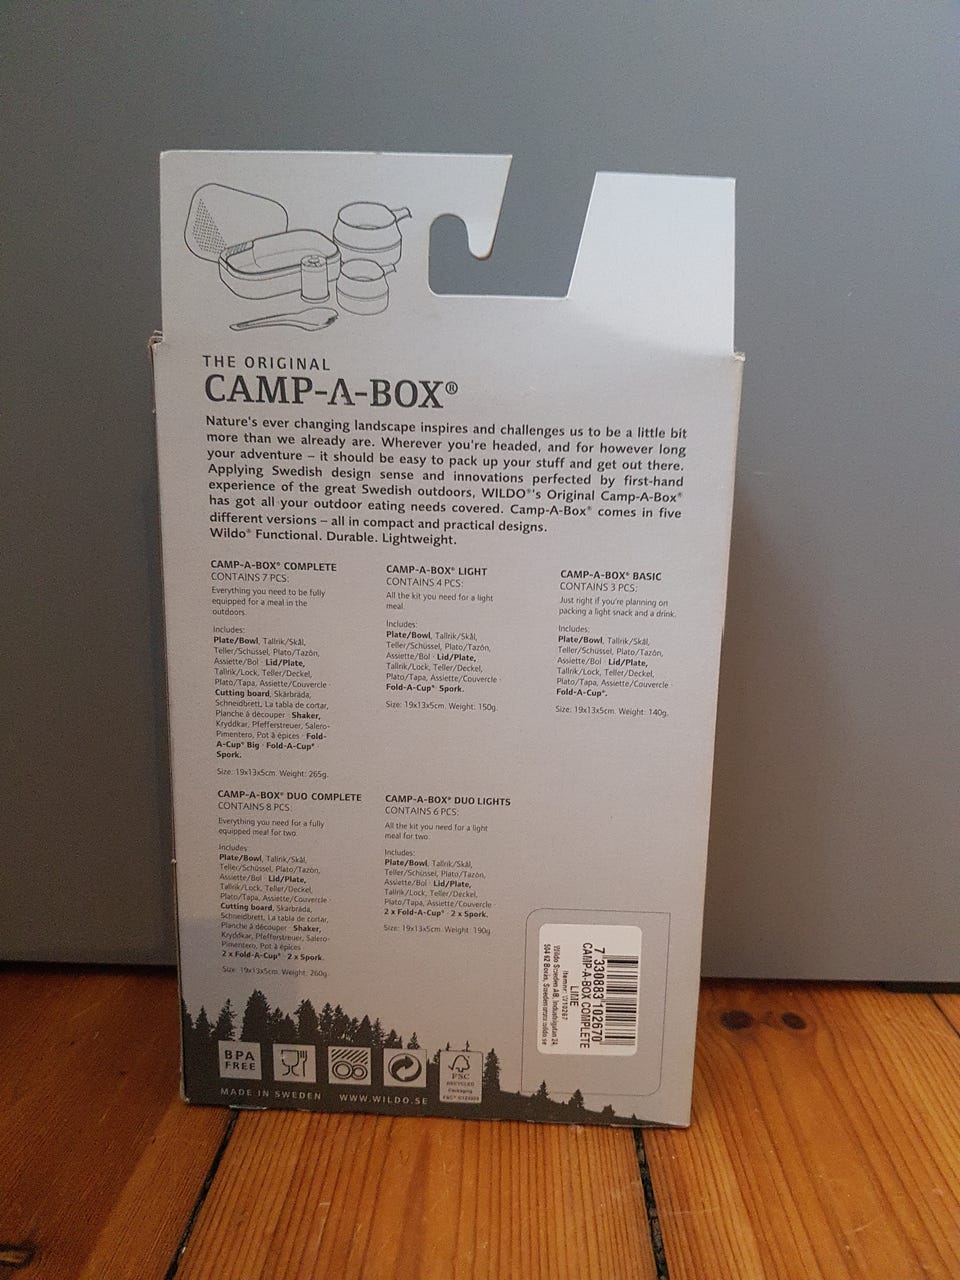 THE ORIGINAL
CAMP-A-BOX®
Nature's ever changing landscape inspires and challenges us to be a little bit
more than we already are. Wherever you're headed, and for however long
your adventure – it should be easy to pack up your stuff and get out there.
Applying Swedish design sense and innovations perfected by first-hand
experience of the great Swedish outdoors, WILDO®'s Original Camp-A-Box®
has got all your outdoor eating needs covered. Camp-A-Box® comes in five
different versions – all in compact and practical designs.
Wildo® Functional. Durable. Lightweight.
CAMP-A-BOX® COMPLETE
CONTAINS 7 PCS:
Everything you need to be fully
equipped for a meal in the
outdoors.
Includes:
Plate/Bowl, Tallrik/Skål,
Teller/Schüssel, Plato/Tazón,
Assiette/Bol · Lid/Plate,
Tallrik/Lock, Teller/Deckel,
Plato/Tapa, Assiette/Couvercle ·
Cutting board, Skärbräda,
Schneidbrett, La tabla de cortar,
Planche à découper · Shaker,
Kryddkar, Pfefferstreuer, Salero-
Pimentero, Pot à épices · Fold-
A-Cup® Big · Fold-A-Cup® ·
Spork.
Size: 19x13x5cm. Weight: 265g.
CAMP-A-BOX® LIGHT
CONTAINS 4 PCS:
All the kit you need for a light
meal.
Includes:
Plate/Bowl, Tallrik/Skål,
Teller/Schüssel, Plato/Tazón,
Assiette/Bol · Lid/Plate,
Tallrik/Lock, Teller/Deckel,
Plato/Tapa, Assiette/Couvercle ·
Fold-A-Cup® · Spork.
Size: 19x13x5cm. Weight: 150g.
CAMP-A-BOX® BASIC
CONTAINS 3 PCS:
Just right if you're planning on
packing a light snack and a drink.
Includes:
Plate/Bowl, Tallrik/Skål,
Teller/Schüssel, Plato/Tazón,
Assiette/Bol · Lid/Plate,
Tallrik/Lock, Teller/Deckel,
Plato/Tapa, Assiette/Couvercle ·
Fold-A-Cup®.
Size: 19x13x5cm. Weight: 140g.
CAMP-A-BOX® DUO COMPLETE
CONTAINS 8 PCS:
Everything you need for a fully
equipped meal for two.
Includes:
Plate/Bowl, Tallrik/Skål,
Teller/Schüssel, Plato/Tazón,
Assiette/Bol · Lid/Plate,
Tallrik/Lock, Teller/Deckel,
Plato/Tapa, Assiette/Couvercle ·
Cutting board, Skärbräda,
Schneidbrett, La tabla de cortar,
Planche à découper · Shaker,
Kryddkar, Pfefferstreuer, Salero-
Pimentero, Pot à épices
2 x Fold-A-Cup® · 2 x Spork.
Size: 19x13x5cm. Weight: 260g.
CAMP-A-BOX® DUO LIGHTS
CONTAINS 6 PCS:
All the kit you need for a light
meal for two.
Includes:
Plate/Bowl, Tallrik/Skål,
Teller/Schüssel, Plato/Tazón,
Assiette/Bol · Lid/Plate,
Tallrik/Lock, Teller/Deckel,
Plato/Tapa, Assiette/Couvercle
2 x Fold-A-Cup® · 2 x Spork.
Size: 19x13x5cm. Weight: 190g.
7 330883 102670
CAMP-A-BOX COMPLETE
LIME
Wildo Sweden AB, Industrigatan 24,
504 62 Borås, Sweden www.wildo.se
BPA
FREE
FSC
RECYCLED
Packaging
MADE IN SWEDEN
WWW.WILDO.SE